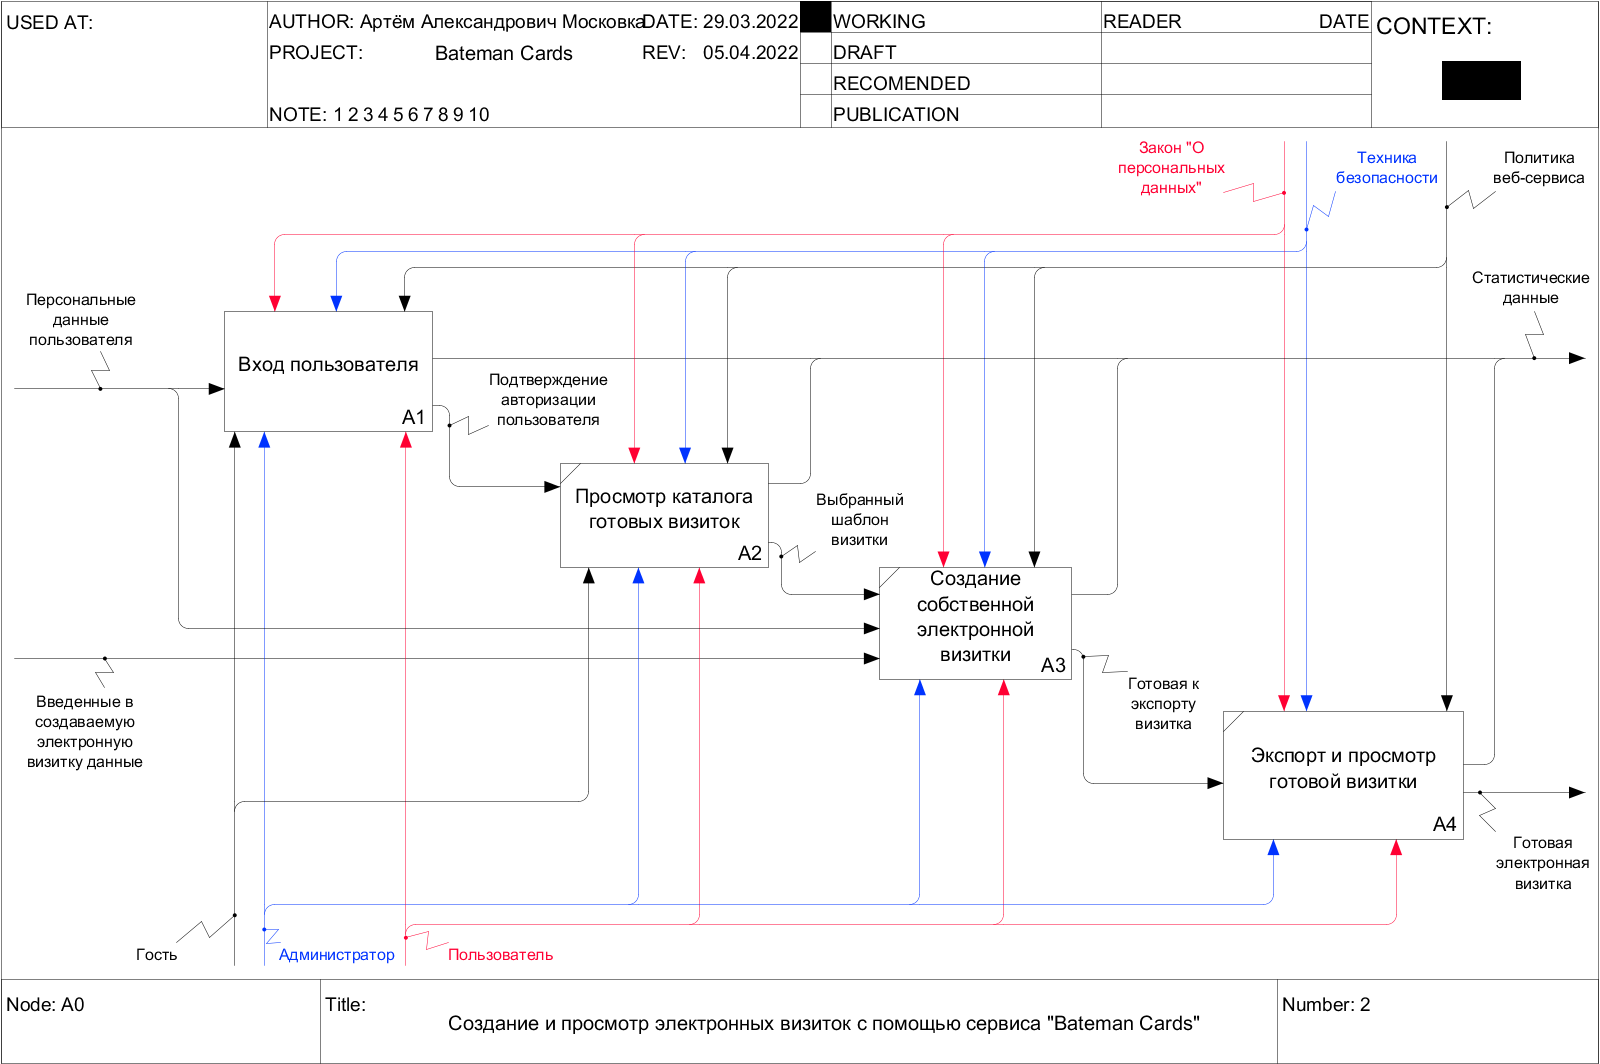 USED AT:
AUTHOR: Артём Александрович Московка
DATE: 29.03.2022
PROJECT: Bateman Cards
REV: 05.04.2022
NOTE: 1 2 3 4 5 6 7 8 9 10
WORKING
DRAFT
RECOMENDED
PUBLICATION
READER
DATE
CONTEXT:
Закон "О
персональных
данных"
Техника
безопасности
Политика
веб-сервиса
Статистические
данные
Персональные
данные
пользователя
Вход пользователя
A1
Подтверждение
авторизации
пользователя
Просмотр каталога
готовых визиток
A2
Выбранный
шаблон
визитки
Создание
собственной
электронной
визитки
A3
Введенные в
создаваемую
электронную
визитку данные
Готовая к
экспорту
визитка
Экспорт и просмотр
готовой визитки
A4
Готовая
электронная
визитка
Гость
Администратор
Пользователь
Node: A0
Title:
Создание и просмотр электронных визиток с помощью сервиса "Bateman Cards"
Number: 2